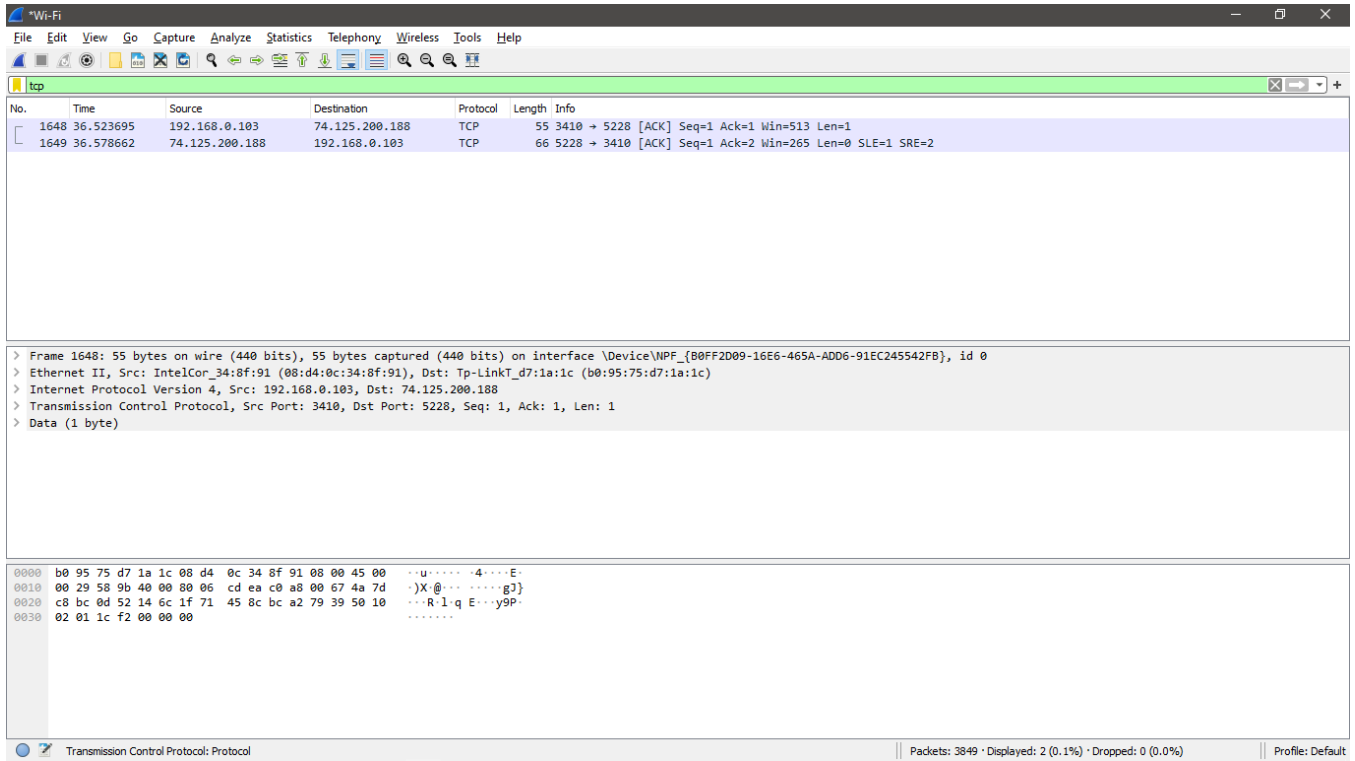 *Wi-Fi
File Edit View Go Capture Analyze Statistics Telephony Wireless Tools Help
tcp
No. Time Source Destination Protocol Length Info
1648 36.523695 192.168.0.103 74.125.200.188 TCP 55 3410 → 5228 [ACK] Seq=1 Ack=1 Win=513 Len=1
1649 36.578662 74.125.200.188 192.168.0.103 TCP 66 5228 → 3410 [ACK] Seq=1 Ack=2 Win=265 Len=0 SLE=1 SRE=2
> Frame 1648: 55 bytes on wire (440 bits), 55 bytes captured (440 bits) on interface \Device\NPF_{B0FF2D09-16E6-465A-ADD6-91EC245542FB}, id 0
> Ethernet II, Src: IntelCor_34:8f:91 (08:d4:0c:34:8f:91), Dst: Tp-LinkT_d7:1a:1c (b0:95:75:d7:1a:1c)
> Internet Protocol Version 4, Src: 192.168.0.103, Dst: 74.125.200.188
> Transmission Control Protocol, Src Port: 3410, Dst Port: 5228, Seq: 1, Ack: 1, Len: 1
> Data (1 byte)
0000 b0 95 75 d7 1a 1c 08 d4 0c 34 8f 91 08 00 45 00 ··u····· ·4····E·
0010 00 29 58 9b 40 00 80 06 cd ea c0 a8 00 67 4a 7d ·)X·@··· ·····gJ}
0020 c8 bc 0d 52 14 6c 1f 71 45 8c bc a2 79 39 50 10 ···R·l·q E···y9P·
0030 02 01 1c f2 00 00 00 ·······
Transmission Control Protocol: Protocol
Packets: 3849 · Displayed: 2 (0.1%) · Dropped: 0 (0.0%)
Profile: Default